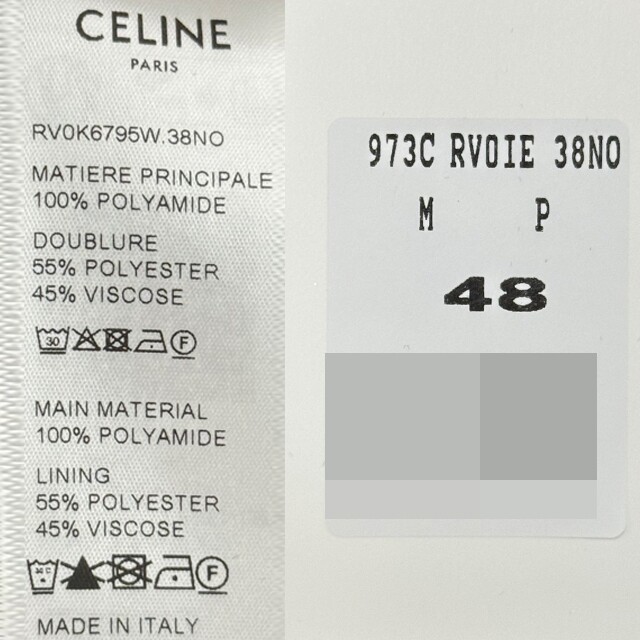 CELINE
PARIS
RV0K6795W.38NO
MATIERE PRINCIPALE
100% POLYAMIDE
DOUBLURE
55% POLYESTER
45% VISCOSE
30
F
MAIN MATERIAL
100% POLYAMIDE
LINING
55% POLYESTER
45% VISCOSE
F
MADE IN ITALY
973C RV0IE 38NO
M P
48